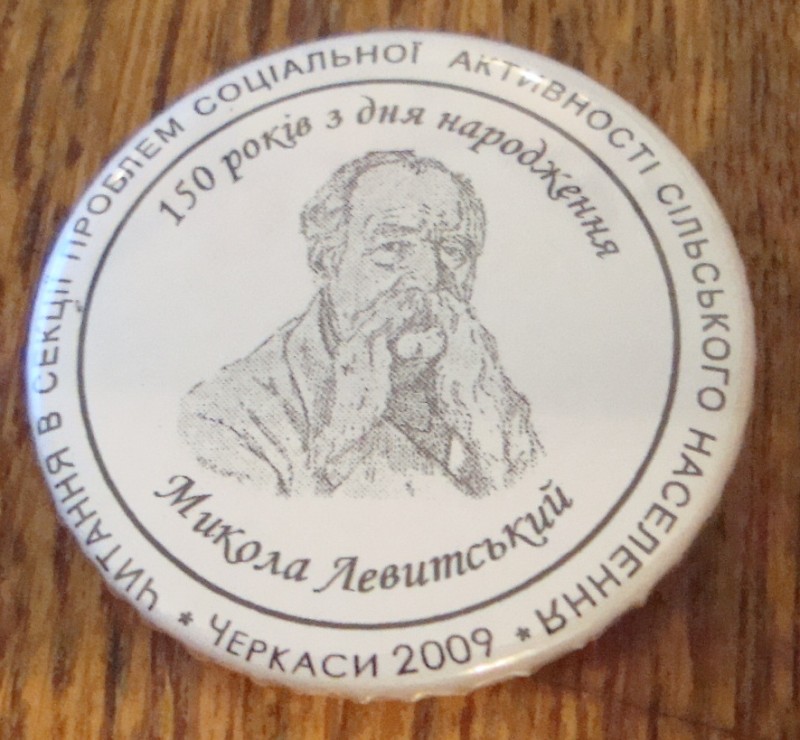 ЧИТАННЯ В СЕКЦІЇ ПРОБЛЕМ СОЦІАЛЬНОЇ АКТИВНОСТІ СІЛЬСЬКОГО НАСЕЛЕННЯ
* ЧЕРКАСИ 2009 *
150 років з дня народження
Микола Левитський